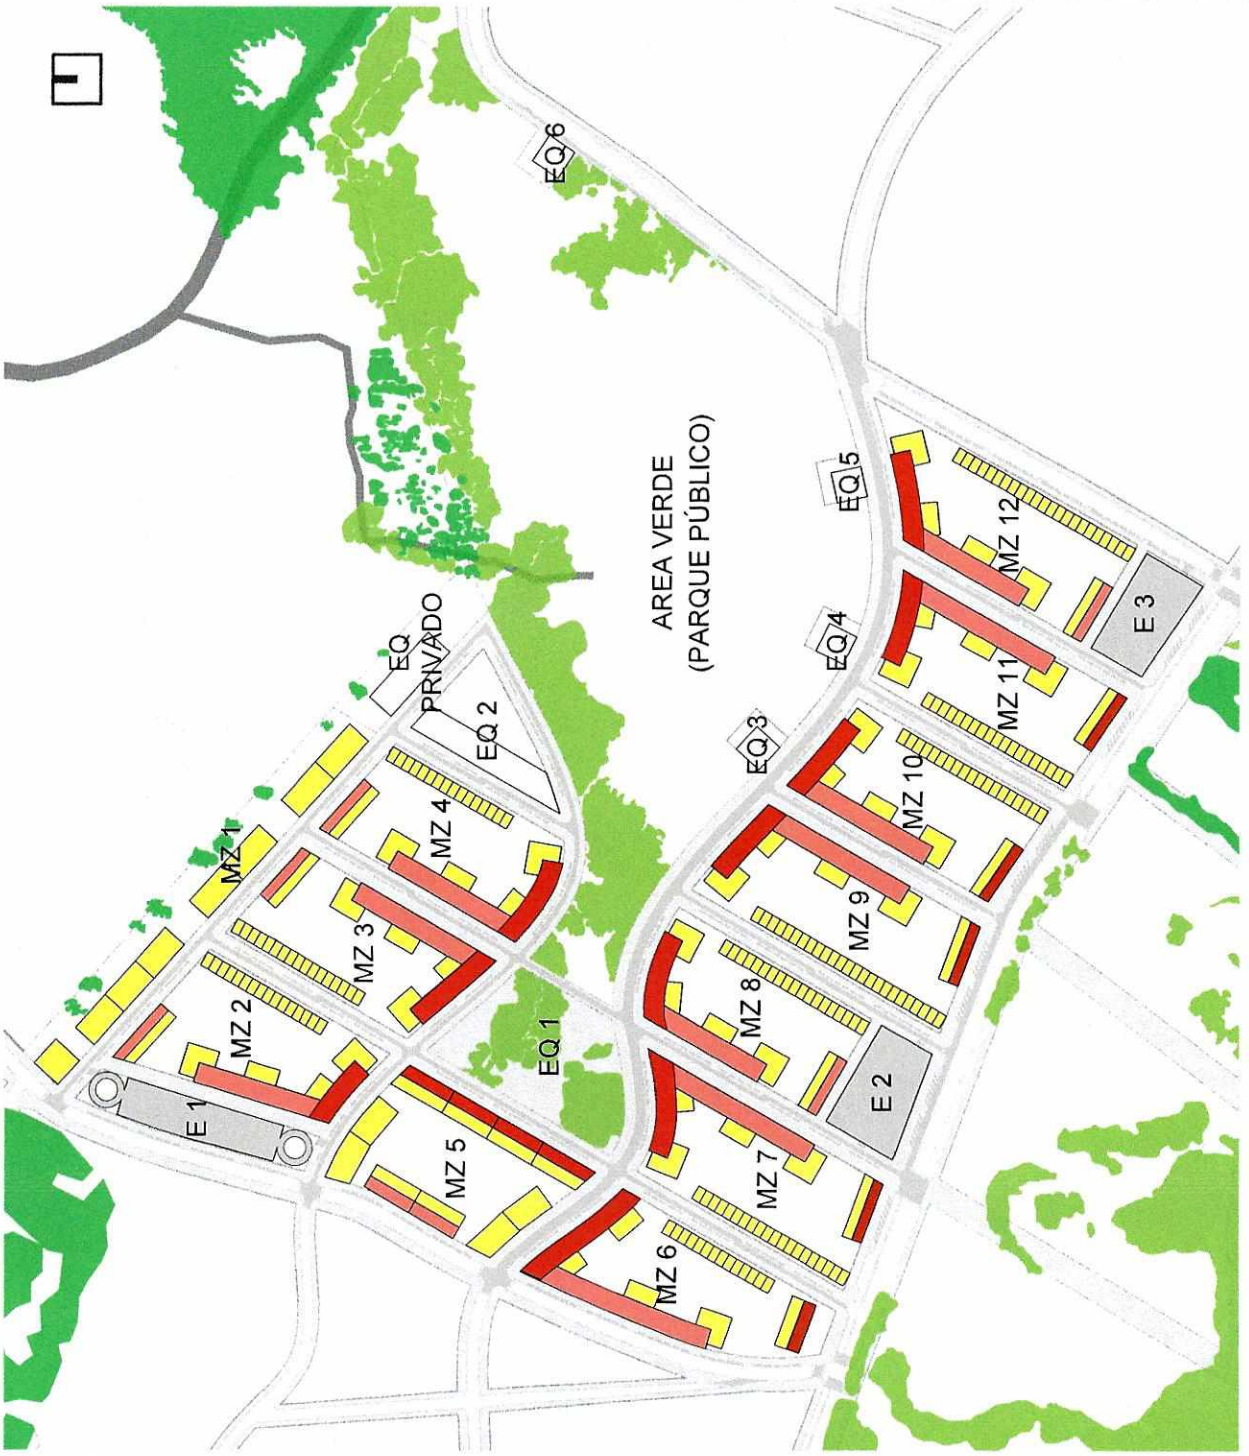 EQ 6
AREA VERDE
(PARQUE PÚBLICO)
EQ 5
EQ 4
EQ 3
EQ
PRIVADO
EQ 2
EQ 1
MZ 1
MZ 2
MZ 3
MZ 4
MZ 5
MZ 6
MZ 7
MZ 8
MZ 9
MZ 10
MZ 11
MZ 12
E 1
E 2
E 3